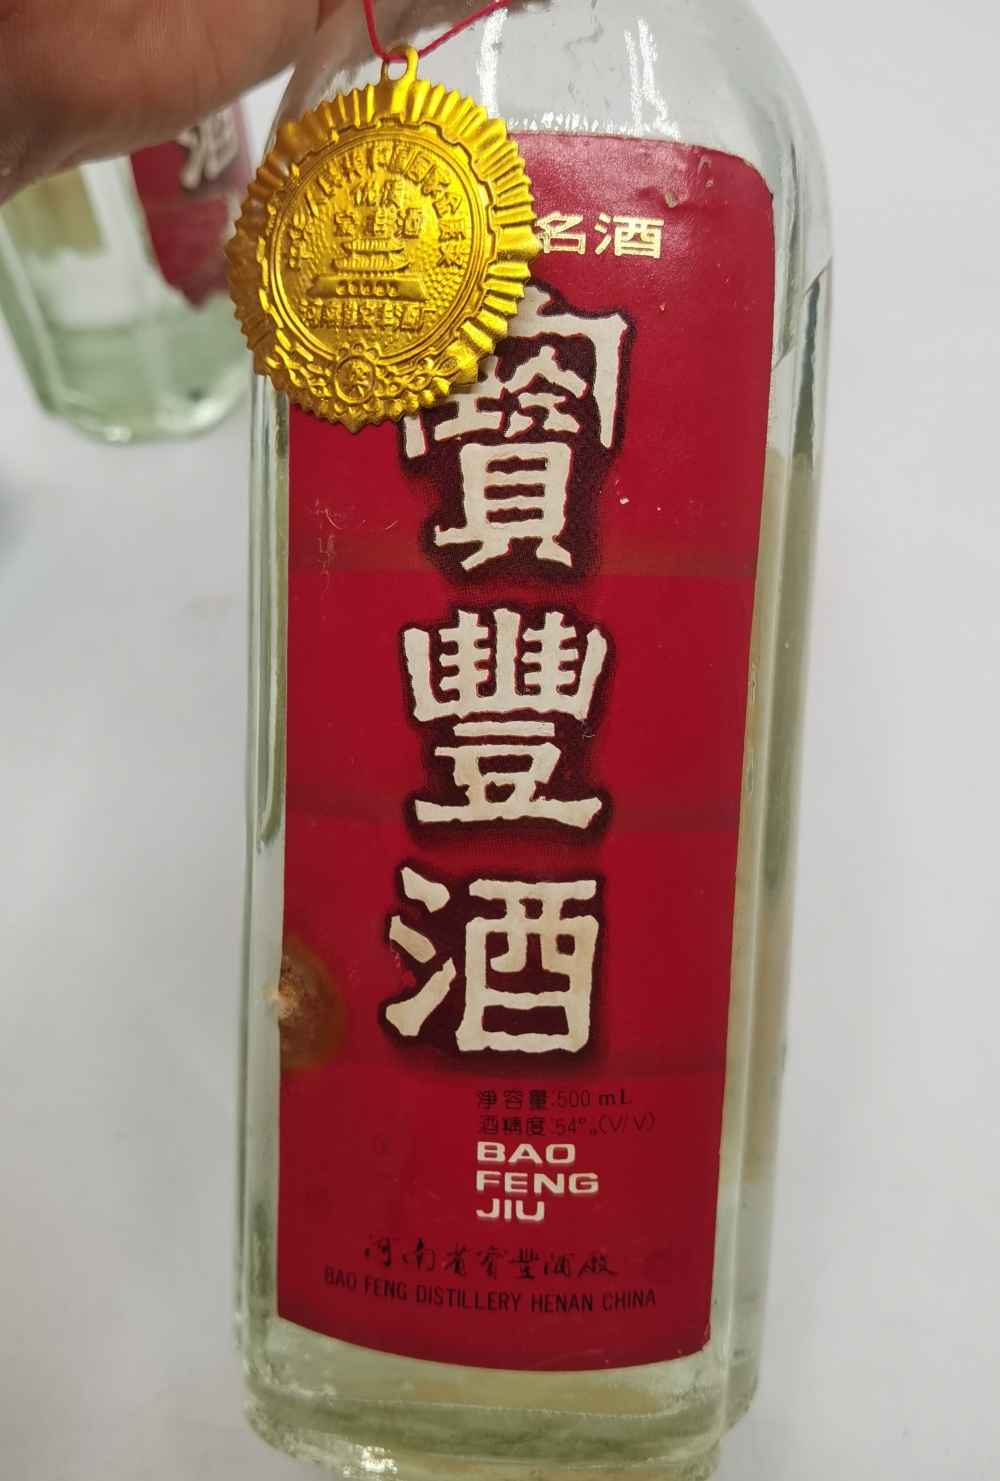 名酒
寶豐酒
淨容量:500 mL
酒精度:54%(V/V)
BAO
FENG
JIU
河南省寶豐酒廠
BAO FENG DISTILLERY HENAN CHINA
酒